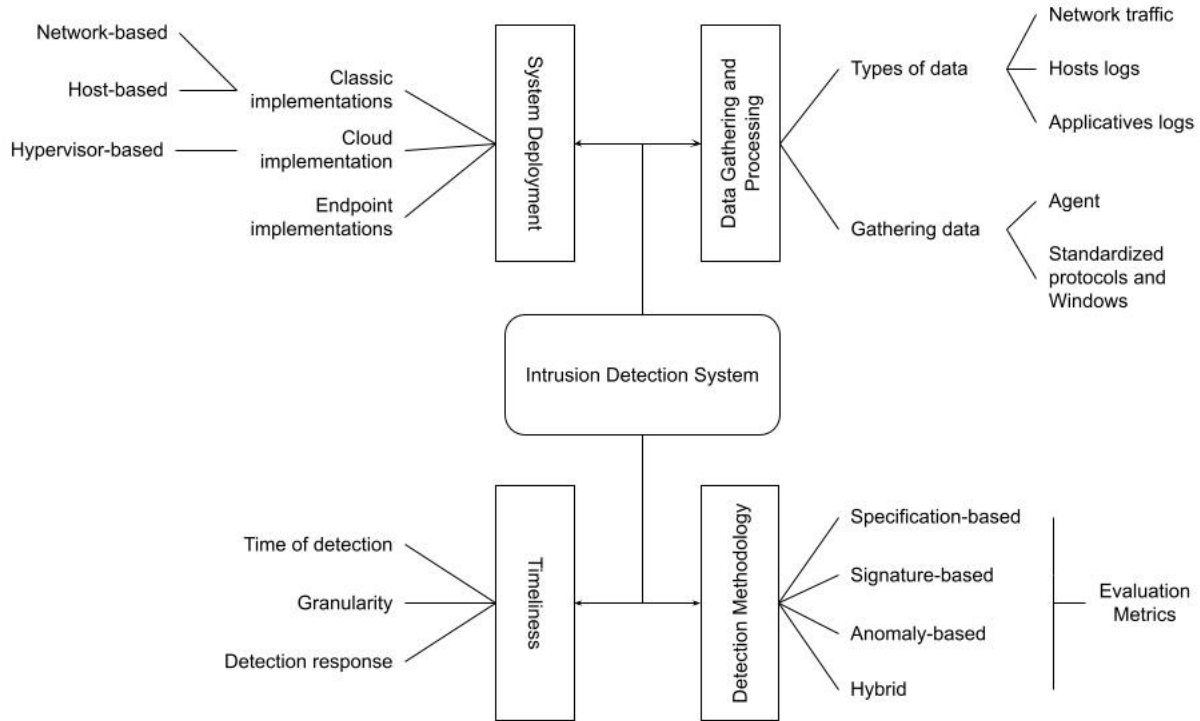 Network-based
Host-based
Hypervisor-based
Classic
implementations
Cloud
implementation
Endpoint
implementations
System Deployment
Data Gathering and
Processing
Types of data
Network traffic
Hosts logs
Applicatives logs
Gathering data
Agent
Standardized
protocols and
Windows
Intrusion Detection System
Time of detection
Granularity
Detection response
Timeliness
Detection Methodology
Specification-based
Signature-based
Anomaly-based
Hybrid
Evaluation
Metrics